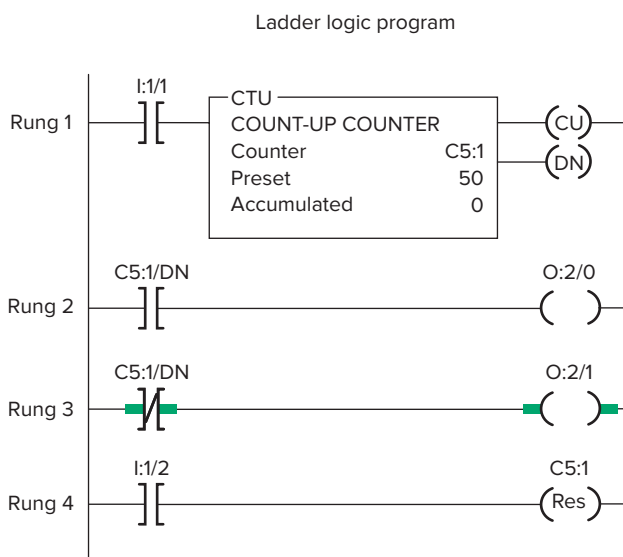 Ladder logic program
I:1/1
Rung 1
CTU
COUNT-UP COUNTER
Counter C5:1
Preset 50
Accumulated 0
CU
DN
C5:1/DN O:2/0
Rung 2
C5:1/DN O:2/1
Rung 3
I:1/2 C5:1
Rung 4 Res